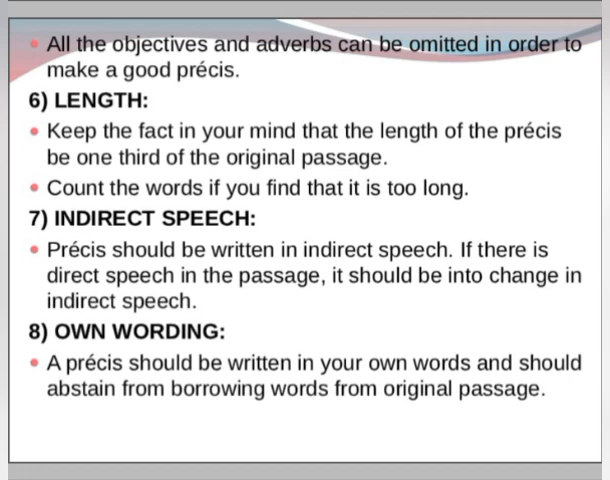 All the objectives and adverbs can be omitted in order to
make a good précis.
6) LENGTH:
Keep the fact in your mind that the length of the précis
be one third of the original passage.
Count the words if you find that it is too long.
7) INDIRECT SPEECH:
Précis should be written in indirect speech. If there is
direct speech in the passage, it should be into change in
indirect speech.
8) OWN WORDING:
A précis should be written in your own words and should
abstain from borrowing words from original passage.